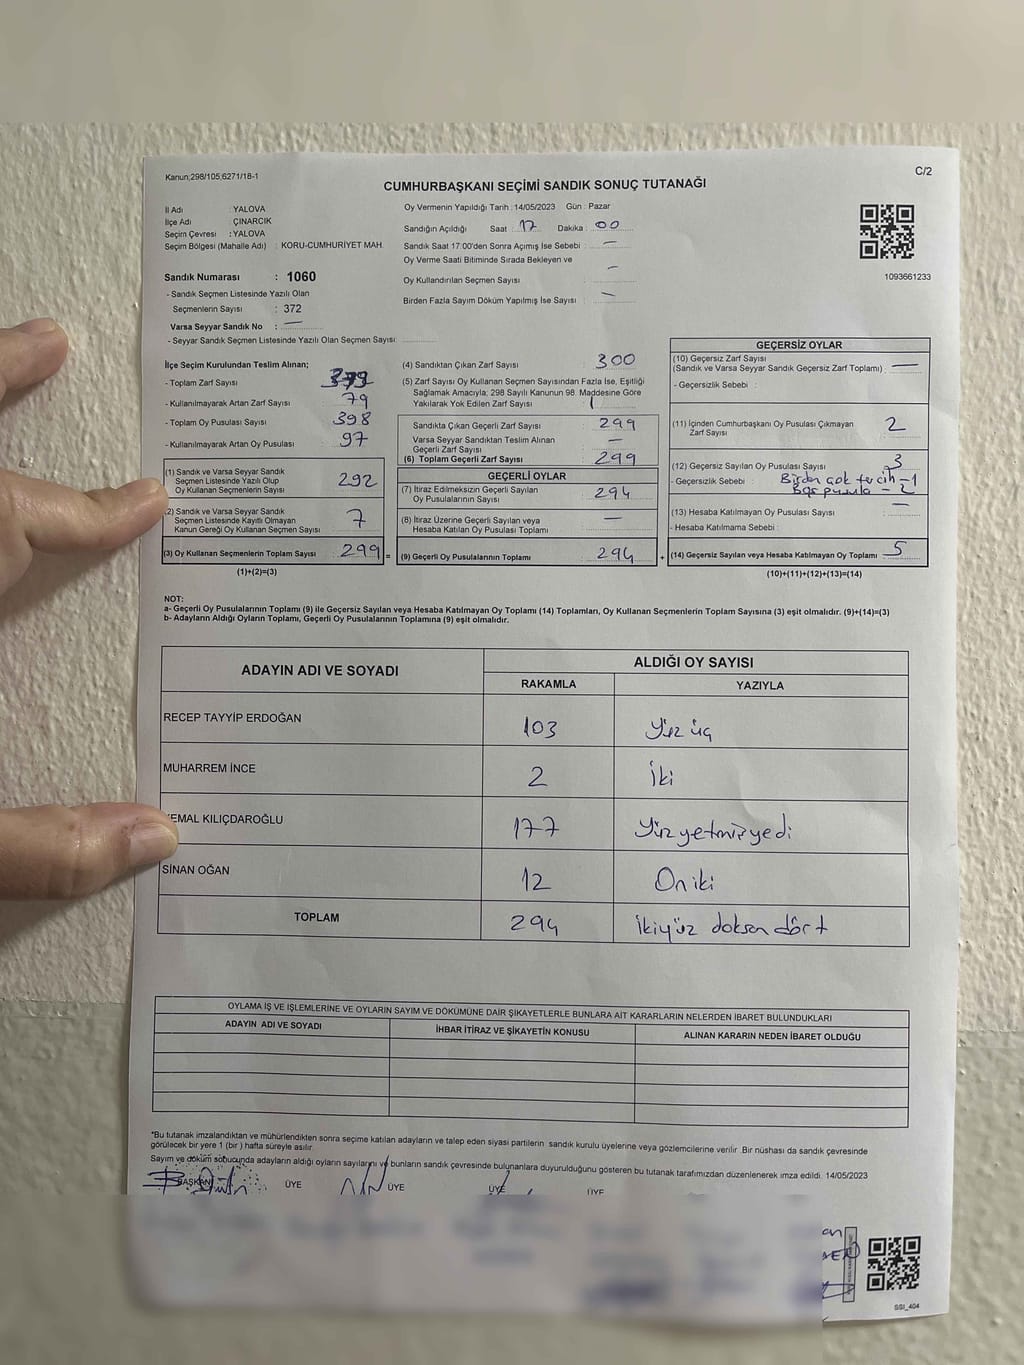 Kanun;298/105;6271/18-1
C/2
CUMHURBAŞKANI SEÇİMİ SANDIK SONUÇ TUTANAĞI
İl Adı : YALOVA
İlçe Adı : ÇINARCIK
Seçim Çevresi : YALOVA
Seçim Bölgesi (Mahalle Adı) : KORU-CUMHURİYET MAH.
Oy Vermenin Yapıldığı Tarih : 14/05/2023 Gün : Pazar
Sandığın Açıldığı Saat : 17 Dakika : 00
Sandık Saat 17:00'den Sonra Açımış İse Sebebi : —
Oy Verme Saati Bitiminde Sırada Bekleyen ve
Oy Kullandırılan Seçmen Sayısı : —
Birden Fazla Sayım Döküm Yapılmış İse Sayısı : —
1093661233
Sandık Numarası : 1060
- Sandık Seçmen Listesinde Yazılı Olan
Seçmenlerin Sayısı : 372
Varsa Seyyar Sandık No : —
- Seyyar Sandık Seçmen Listesinde Yazılı Olan Seçmen Sayısı:
İlçe Seçim Kurulundan Teslim Alınan;
- Toplam Zarf Sayısı
- Kullanılmayarak Artan Zarf Sayısı : 79
- Toplam Oy Pusulası Sayısı : 398
- Kullanılmayarak Artan Oy Pusulası : 97
(1) Sandık ve Varsa Seyyar Sandık
Seçmen Listesinde Yazılı Olup
Oy Kullanan Seçmenlerin Sayısı 292
(2) Sandık ve Varsa Seyyar Sandık
Seçmen Listesinde Kayıtlı Olmayan
Kanun Gereği Oy Kullanan Seçmen Sayısı 7
(3) Oy Kullanan Seçmenlerin Toplam Sayısı 299 =
(1)+(2)=(3)
(4) Sandıktan Çıkan Zarf Sayısı : 300
(5) Zarf Sayısı Oy Kullanan Seçmen Sayısından Fazla İse, Eşitliği
Sağlamak Amacıyla; 298 Sayılı Kanunun 98. Maddesine Göre
Yakılarak Yok Edilen Zarf Sayısı : 1
Sandıkta Çıkan Geçerli Zarf Sayısı : 299
Varsa Seyyar Sandıktan Teslim Alınan
Geçerli Zarf Sayısı : —
(6) Toplam Geçerli Zarf Sayısı : 299
GEÇERLİ OYLAR
(7) İtiraz Edilmeksizin Geçerli Sayılan
Oy Pusulalarının Sayısı : 294
(8) İtiraz Üzerine Geçerli Sayılan veya
Hesaba Katılan Oy Pusulası Toplamı : —
(9) Geçerli Oy Pusulalarının Toplamı : 294 +
GEÇERSİZ OYLAR
(10) Geçersiz Zarf Sayısı
(Sandık ve Varsa Seyyar Sandık Geçersiz Zarf Toplamı) : —
- Geçersizlik Sebebi :
(11) İçinden Cumhurbaşkanı Oy Pusulası Çıkmayan
Zarf Sayısı : 2
(12) Geçersiz Sayılan Oy Pusulası Sayısı : 3
- Geçersizlik Sebebi : Birden çok tercih – 1
Boş pusula – 2
(13) Hesaba Katılmayan Oy Pusulası Sayısı : —
- Hesaba Katılmama Sebebi :
(14) Geçersiz Sayılan veya Hesaba Katılmayan Oy Toplamı : 5
(10)+(11)+(12)+(13)=(14)
NOT:
a- Geçerli Oy Pusulalarının Toplamı (9) ile Geçersiz Sayılan veya Hesaba Katılmayan Oy Toplamı (14) Toplamları, Oy Kullanan Seçmenlerin Toplam Sayısına (3) eşit olmalıdır. (9)+(14)=(3)
b- Adayların Aldığı Oyların Toplamı, Geçerli Oy Pusulalarının Toplamına (9) eşit olmalıdır.
ADAYIN ADI VE SOYADI ALDIĞI OY SAYISI
RAKAMLA YAZIYLA
RECEP TAYYİP ERDOĞAN 103 Yüz üç
MUHARREM İNCE 2 İki
KEMAL KILIÇDAROĞLU 177 Yüzyetmişyedi
SİNAN OĞAN 12 Oniki
TOPLAM 294 İkiyüz doksan dört
OYLAMA İŞ VE İŞLEMLERİNE VE OYLARIN SAYIM VE DÖKÜMÜNE DAİR ŞİKAYETLERLE BUNLARA AİT KARARLARIN NELERDEN İBARET BULUNDUKLARI
ADAYIN ADI VE SOYADI İHBAR İTİRAZ VE ŞİKAYETİN KONUSU ALINAN KARARIN NEDEN İBARET OLDUĞU
*Bu tutanak imzalandıktan ve mühürlendikten sonra seçime katılan adayların ve talep eden siyasi partilerin sandık kurulu üyelerine veya gözlemcilerine verilir. Bir nüshası da sandık çevresinde
görülecek bir yere 1 (bir ) hafta süreyle asılır.
Sayım ve döküm sonucunda adayların aldığı oyların sayılarını ve bunların sandık çevresinde bulunanlara duyurulduğunu gösteren bu tutanak tarafımızdan düzenlenerek imza edildi. 14/05/2023
BAŞKAN ÜYE ÜYE ÜYE ÜYE
SSI_404